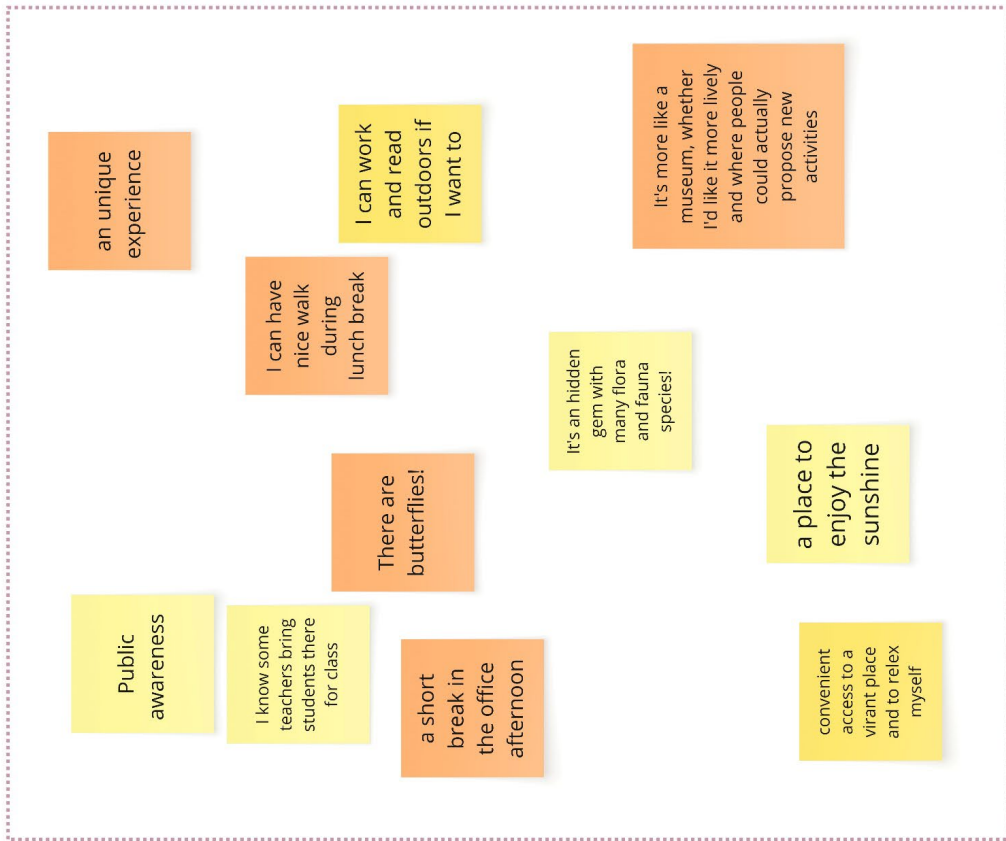 Public
awareness
an unique
experience
I know some
teachers bring
students there
for class
I can have
nice walk
during
lunch break
a short
break in
the office
afternoon
There are
butterflies!
I can work
and read
outdoors if
I want to
It's an hidden
gem with
many flora
and fauna
species!
It's more like a
museum, whether
I'd like it more lively
and where people
could actually
propose new
activities
convenient
access to a
virant place
and to relex
myself
a place to
enjoy the
sunshine